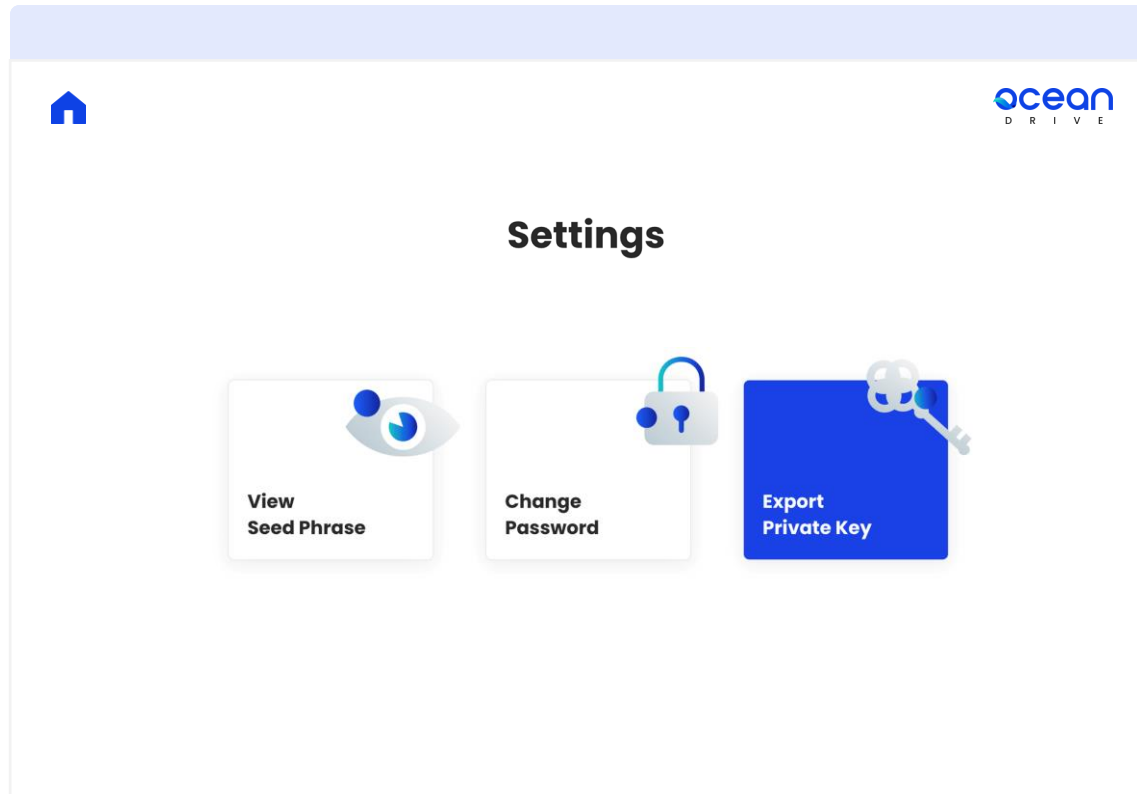 ocean
DRIVE
Settings
View
Seed Phrase
Change
Password
Export
Private Key